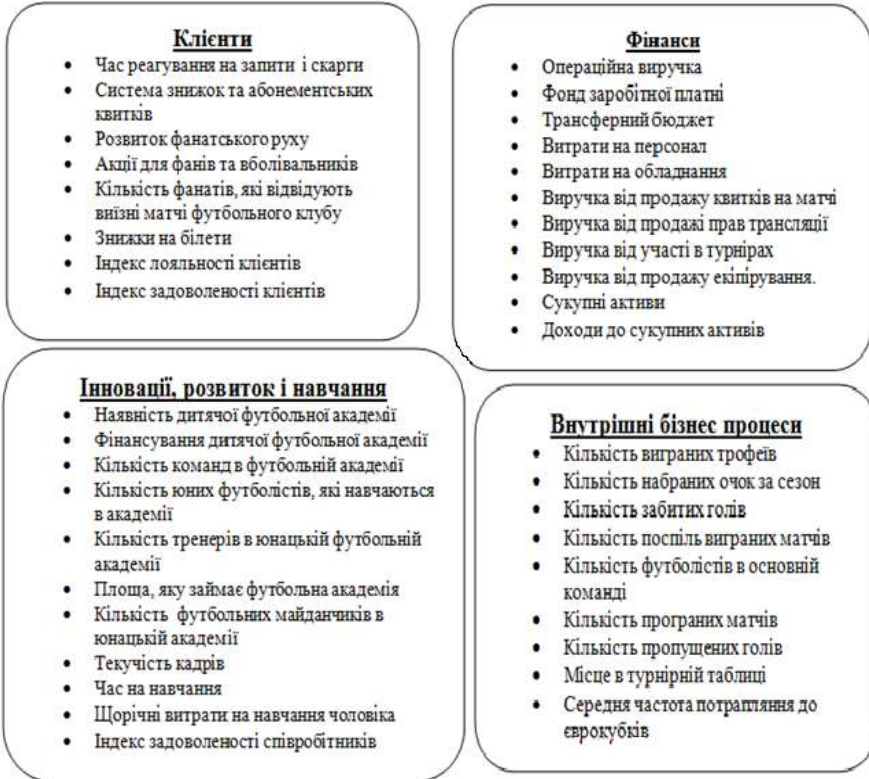 Клієнти
• Час реагування на запити і скарги
• Система знижок та абонементських
квитків
• Розвиток фанатського руху
• Акції для фанів та вболівальників
• Кількість фанатів, які відвідують
виїзні матчі футбольного клубу
• Знижки на білети
• Індекс лояльності клієнтів
• Індекс задоволеності клієнтів
Фінанси
• Операційна виручка
• Фонд заробітної платні
• Трансферний бюджет
• Витрати на персонал
• Витрати на обладнання
• Виручка від продажу квитків на матчі
• Виручка від продажі прав трансляції
• Виручка від участі в турнірах
• Виручка від продажу екіпірування.
• Сукупні активи
• Доходи до сукупних активів
Інновації, розвиток і навчання
• Наявність дитячої футбольної академії
• Фінансування дитячої футбольної академії
• Кількість команд в футбольній академії
• Кількість юних футболістів, які навчаються
в академії
• Кількість тренерів в юнацькій футбольній
академії
• Площа, яку займає футбольна академія
• Кількість футбольних майданчиків в
юнацькій академії
• Текучість кадрів
• Час на навчання
• Щорічні витрати на навчання чоловіка
• Індекс задоволеності співробітників
Внутрішні бізнес процеси
• Кількість виграних трофеїв
• Кількість набраних очок за сезон
• Кількість забитих голів
• Кількість поспіль виграних матчів
• Кількість футболістів в основній
команді
• Кількість програних матчів
• Кількість пропущених голів
• Місце в турнірній таблиці
• Середня частота потрапляння до
єврокубків